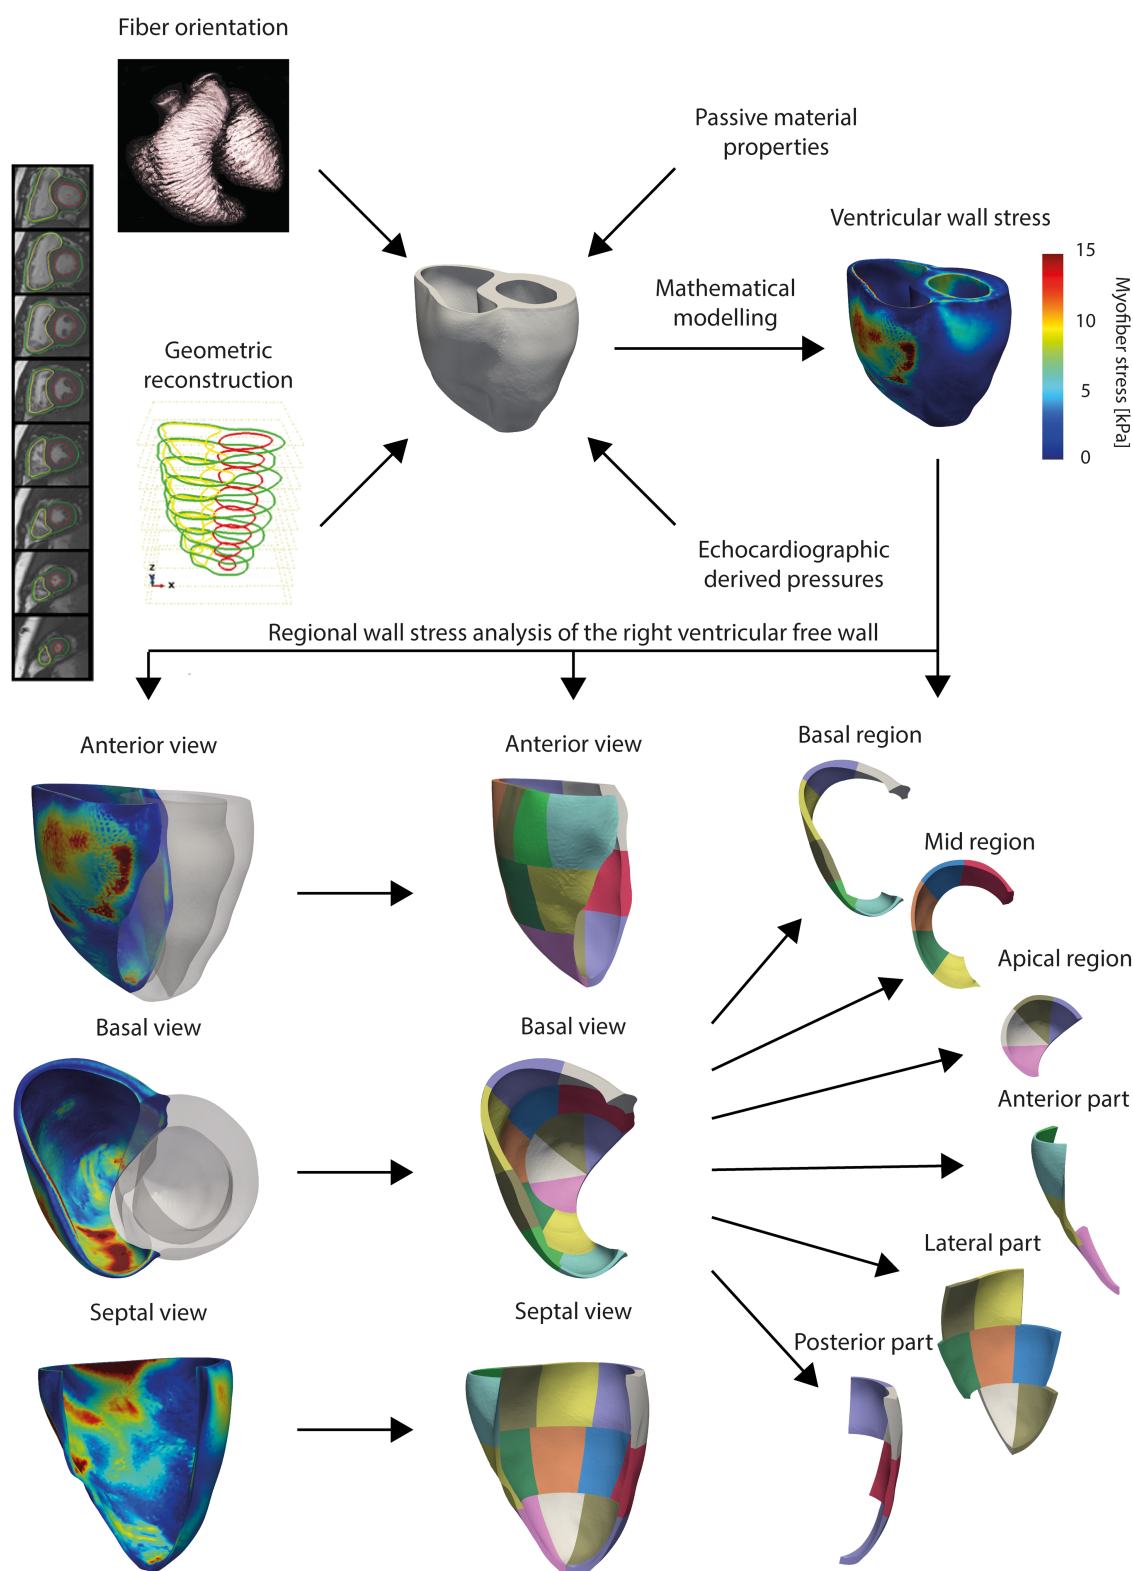 Fiber orientation
Passive material
properties
Ventricular wall stress
15
10
5
0
Myofiber stress [kPa]
Mathematical
modelling
Geometric
reconstruction
Z
Y
X
Echocardiographic
derived pressures
Regional wall stress analysis of the right ventricular free wall
Anterior view
Anterior view
Basal region
Mid region
Apical region
Basal view
Basal view
Anterior part
Lateral part
Septal view
Septal view
Posterior part